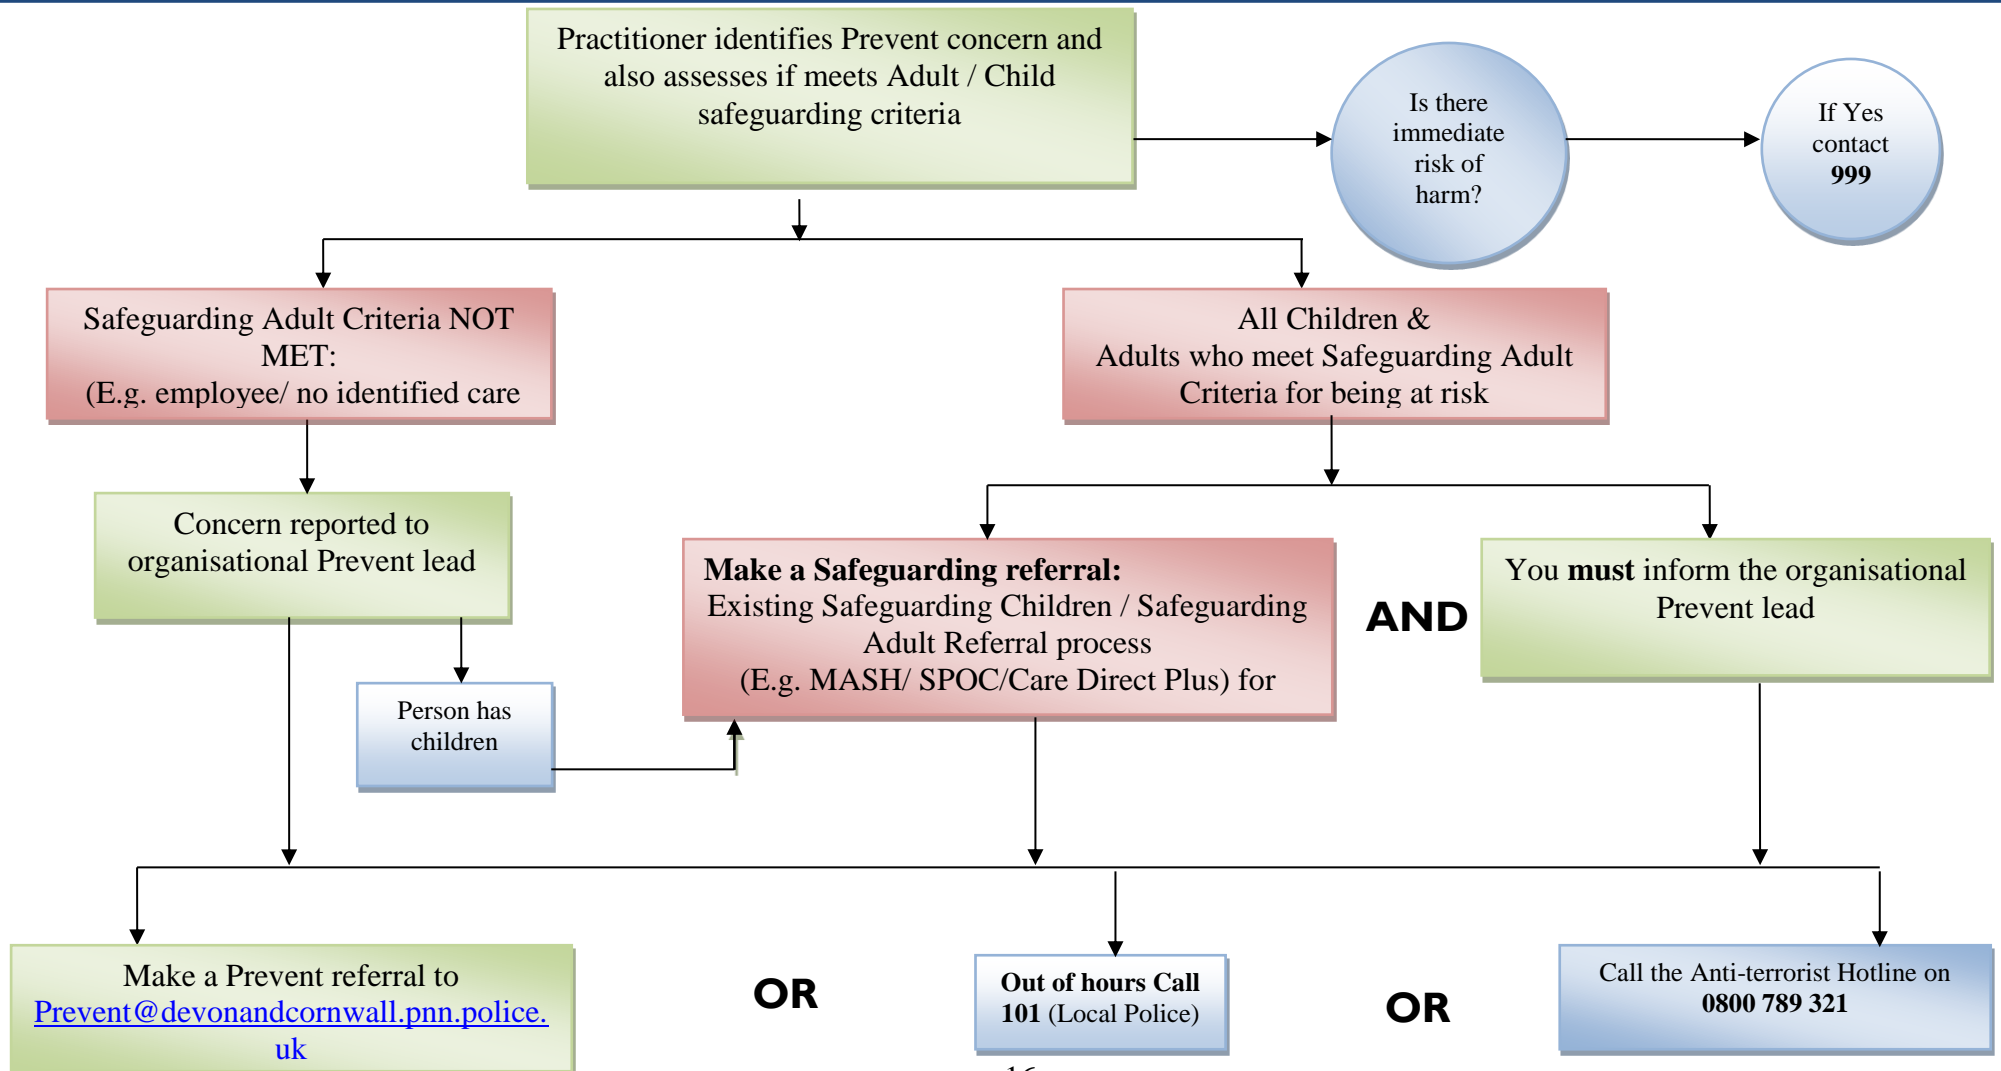 Practitioner identifies Prevent concern and
also assesses if meets Adult / Child
safeguarding criteria
Is there
immediate
risk of
harm?
If Yes
contact
999
Safeguarding Adult Criteria NOT
MET:
(E.g. employee/ no identified care
All Children &
Adults who meet Safeguarding Adult
Criteria for being at risk
Concern reported to
organisational Prevent lead
Make a Safeguarding referral:
Existing Safeguarding Children / Safeguarding
Adult Referral process
(E.g. MASH/ SPOC/Care Direct Plus) for
AND
You must inform the organisational
Prevent lead
Person has
children
Make a Prevent referral to
Prevent@devonandcornwall.pnn.police.
uk
OR
Out of hours Call
101 (Local Police)
OR
Call the Anti-terrorist Hotline on
0800 789 321